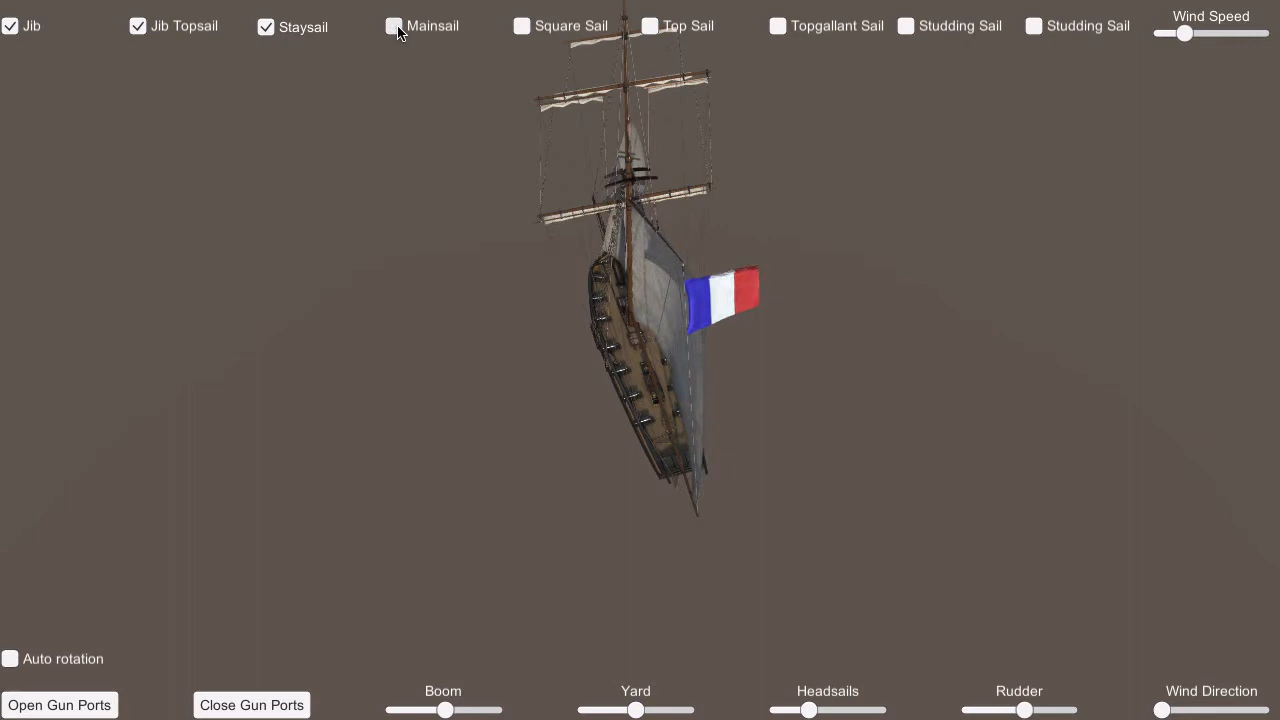 Jib
Jib Topsail
Staysail
Mainsail
Square Sail
Top Sail
Topgallant Sail
Studding Sail
Studding Sail
Wind Speed
Auto rotation
Open Gun Ports
Close Gun Ports
Boom
Yard
Headsails
Rudder
Wind Direction